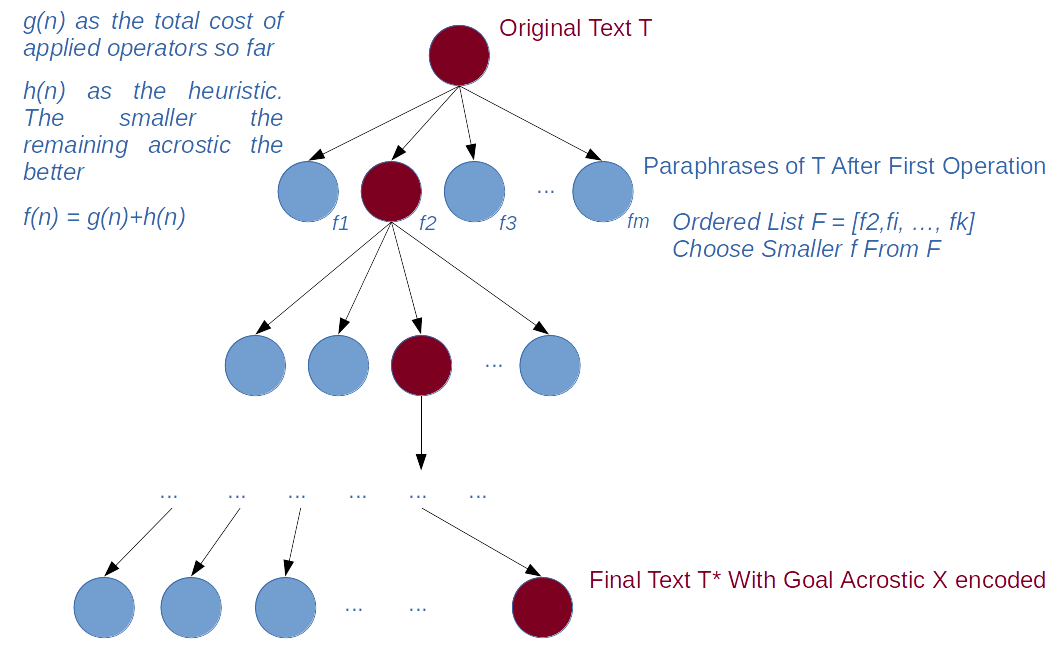 g(n) as the total cost of
applied operators so far
h(n) as the heuristic.
The smaller the
remaining acrostic the
better
f(n) = g(n)+h(n)
Original Text T
Paraphrases of T After First Operation
...
f1
f2
f3
fm
Ordered List F = [f2,fi, ..., fk]
Choose Smaller f From F
...
... ... ... ... ... ...
Final Text T* With Goal Acrostic X encoded
... ...